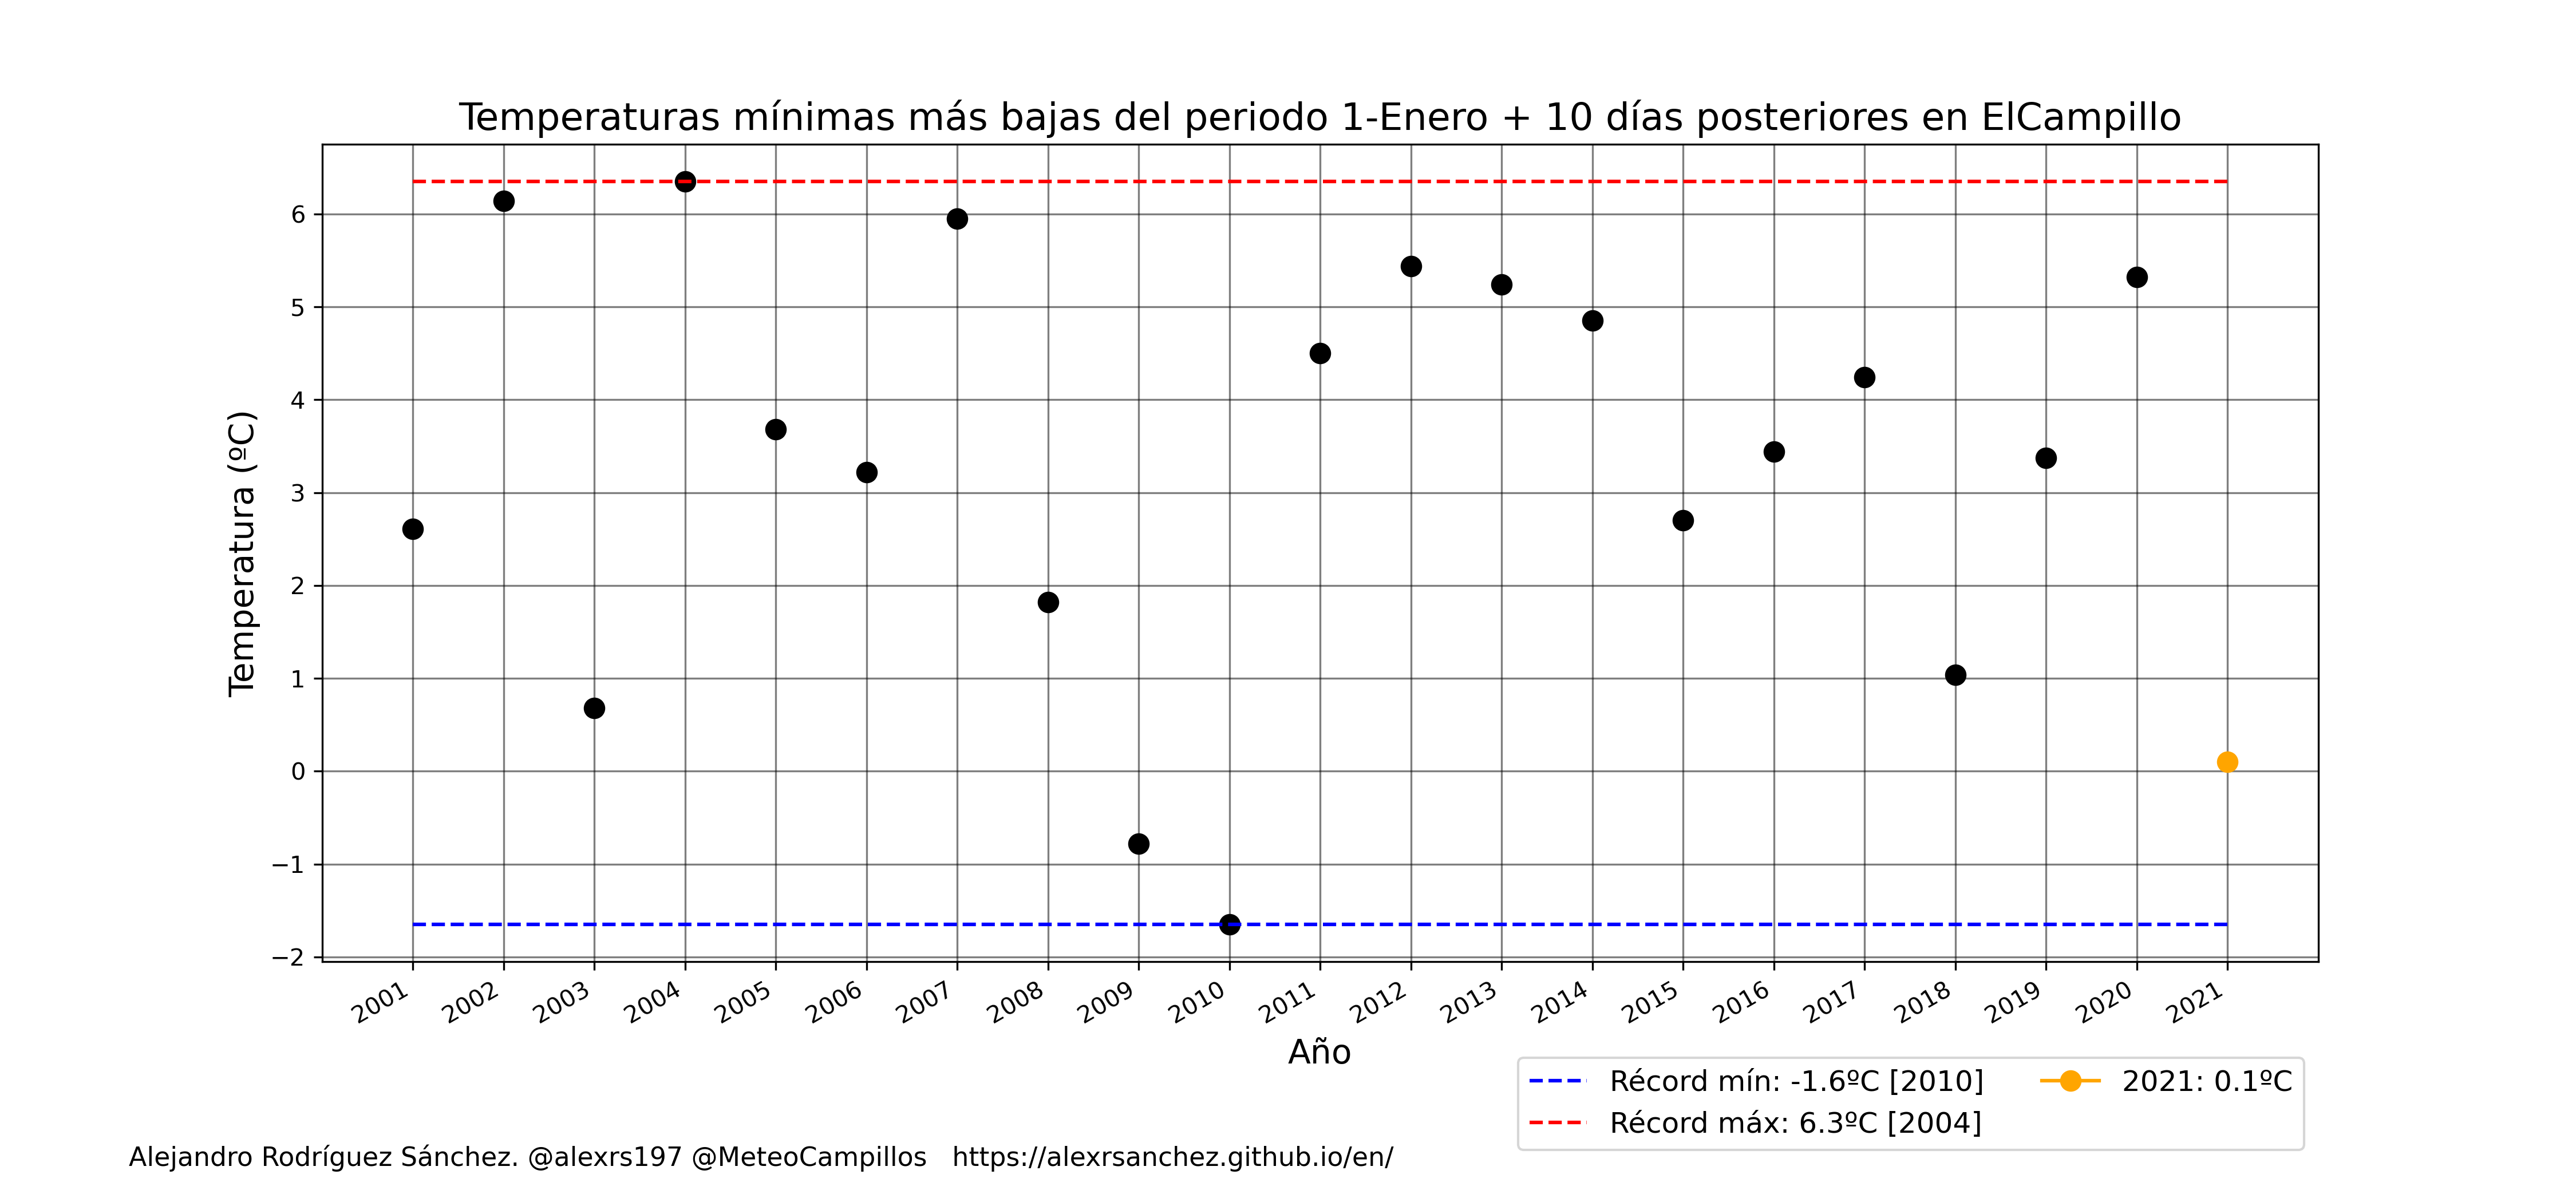 Temperaturas mínimas más bajas del periodo 1-Enero + 10 días posteriores en ElCampillo
Temperatura (ºC)
6
5
4
3
2
1
0
−1
−2
2001 2002 2003 2004 2005 2006 2007 2008 2009 2010 2011 2012 2013 2014 2015 2016 2017 2018 2019 2020 2021
Año
Récord mín: -1.6ºC [2010]
Récord máx: 6.3ºC [2004]
2021: 0.1ºC
Alejandro Rodríguez Sánchez. @alexrs197 @MeteoCampillos https://alexrsanchez.github.io/en/